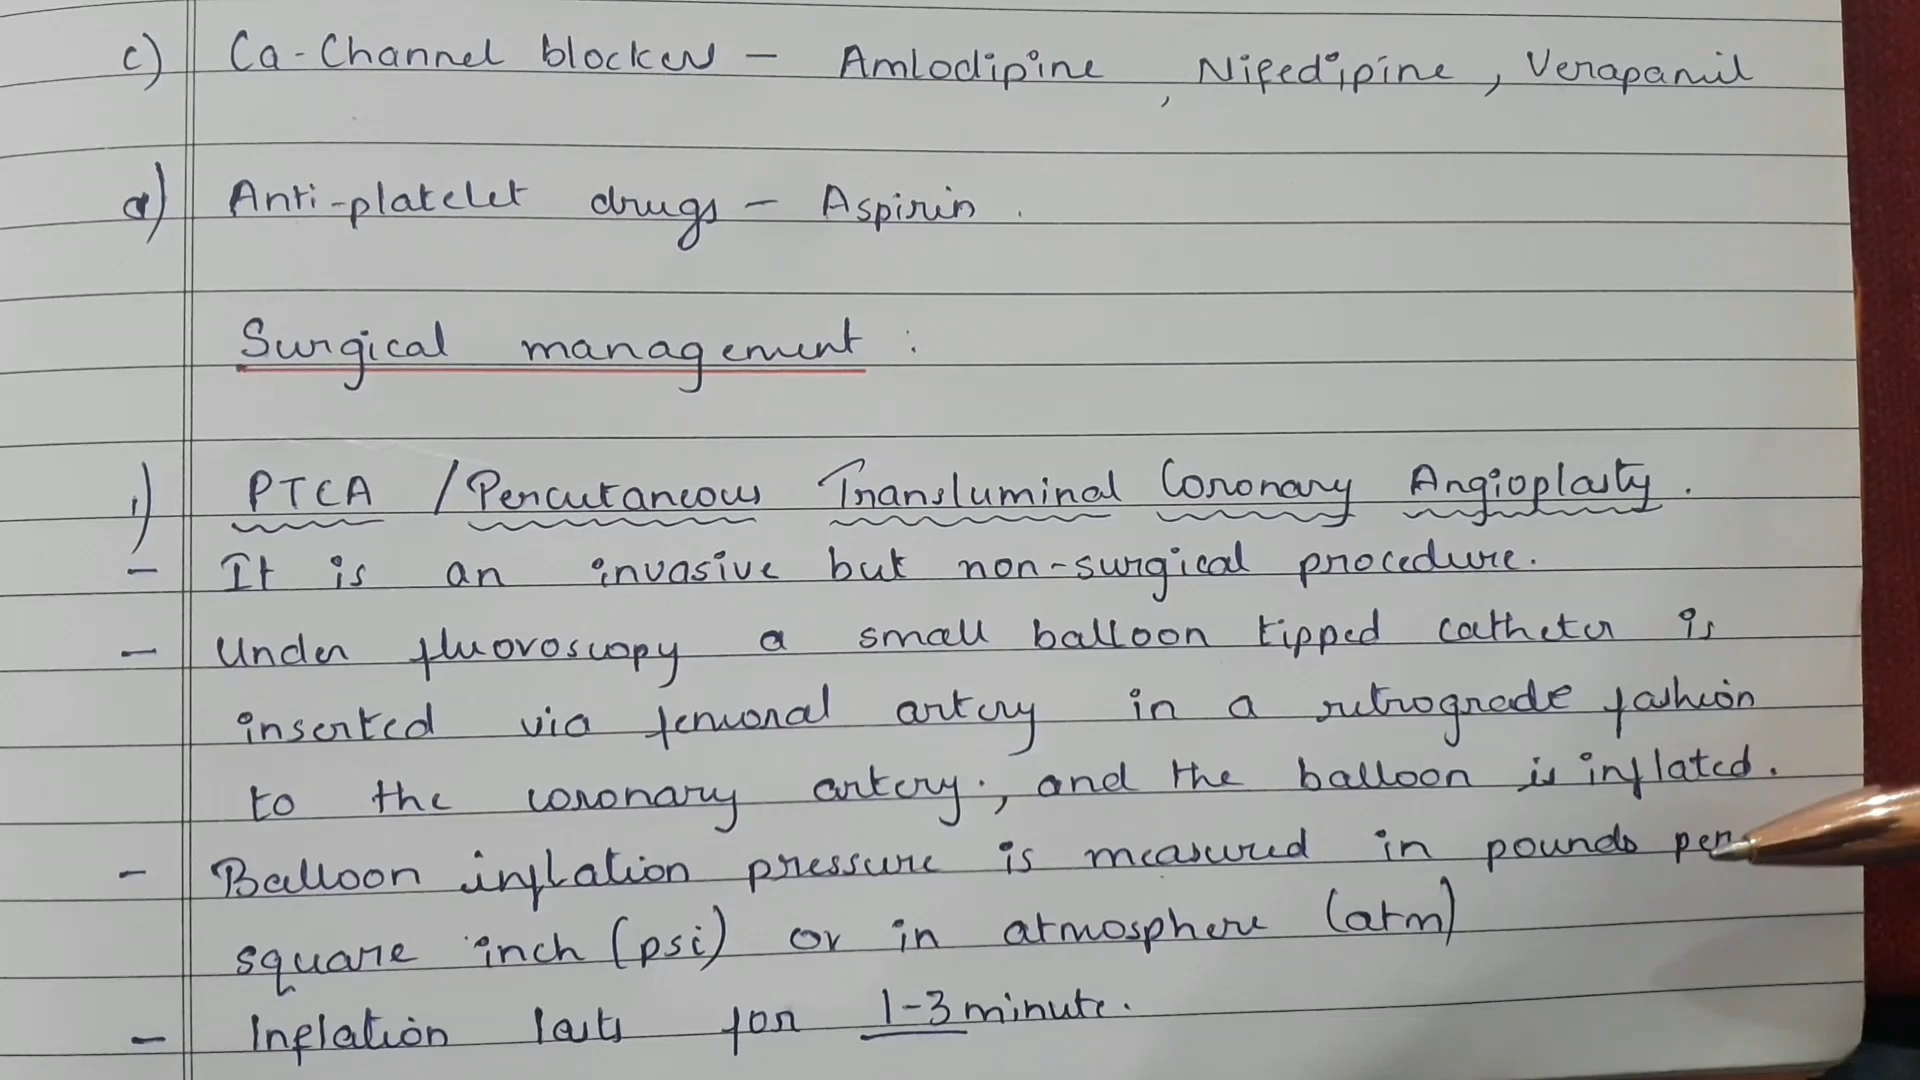 c) Ca-Channel blocker - Amlodipine, Nifedipine, Verapamil
d) Anti-platelet drugs - Aspirin.
Surgical management :
1) PTCA / Percutaneous Transluminal Coronary Angioplasty.
- It is an invasive but non-surgical procedure.
- Under fluoroscopy a small balloon tipped catheter is
inserted via femoral artery in a retrograde fashion
to the coronary artery, and the balloon is inflated.
- Balloon inflation pressure is measured in pounds per
square inch (psi) or in atmosphere (atm)
- Inflation lasts for 1-3 minute.